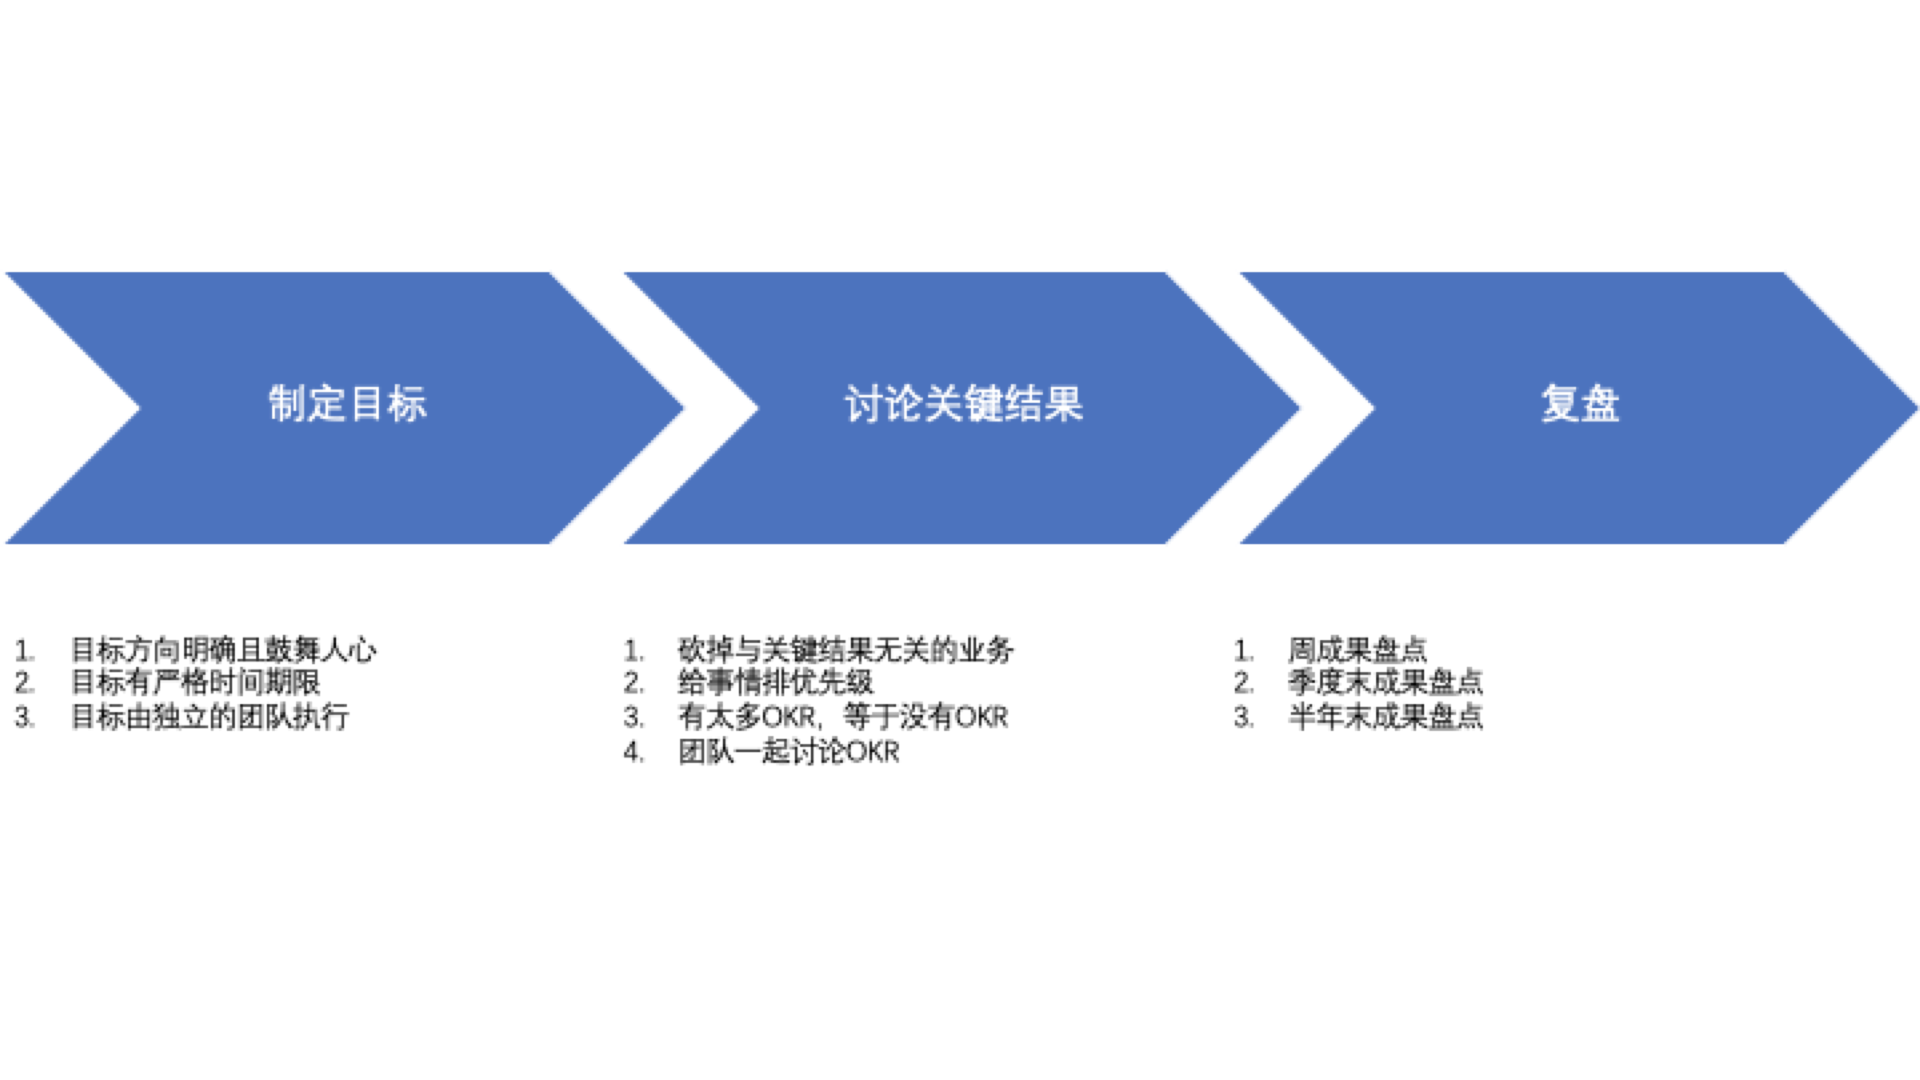 制定目标
讨论关键结果
复盘
1. 目标方向明确且鼓舞人心
2. 目标有严格时间期限
3. 目标由独立的团队执行
1. 砍掉与关键结果无关的业务
2. 给事情排优先级
3. 有太多OKR，等于没有OKR
4. 团队一起讨论OKR
1. 周成果盘点
2. 季度末成果盘点
3. 半年末成果盘点